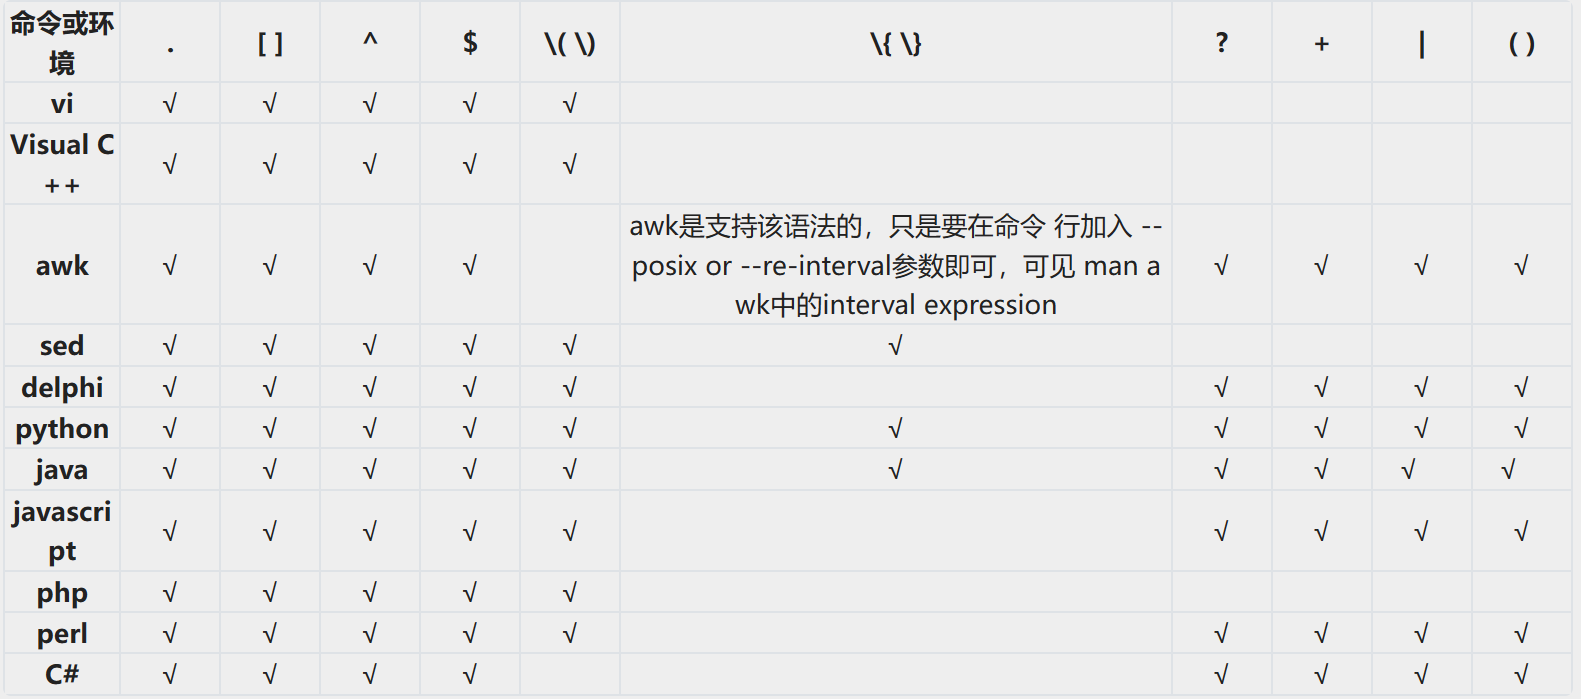 命令或环
境 . [ ] ^ $ \( \) \{ \} ? + | ( )
vi √ √ √ √ √
Visual C
++ √ √ √ √ √
awk √ √ √ √ awk是支持该语法的，只是要在命令 行加入 --
posix or --re-interval参数即可，可见 man a
wk中的interval expression √ √ √ √
sed √ √ √ √ √ √
delphi √ √ √ √ √ √ √ √ √
python √ √ √ √ √ √ √ √ √ √
java √ √ √ √ √ √ √ √ √ √
javascri
pt √ √ √ √ √ √ √ √ √
php √ √ √ √ √
perl √ √ √ √ √ √ √ √ √
C# √ √ √ √ √ √ √ √